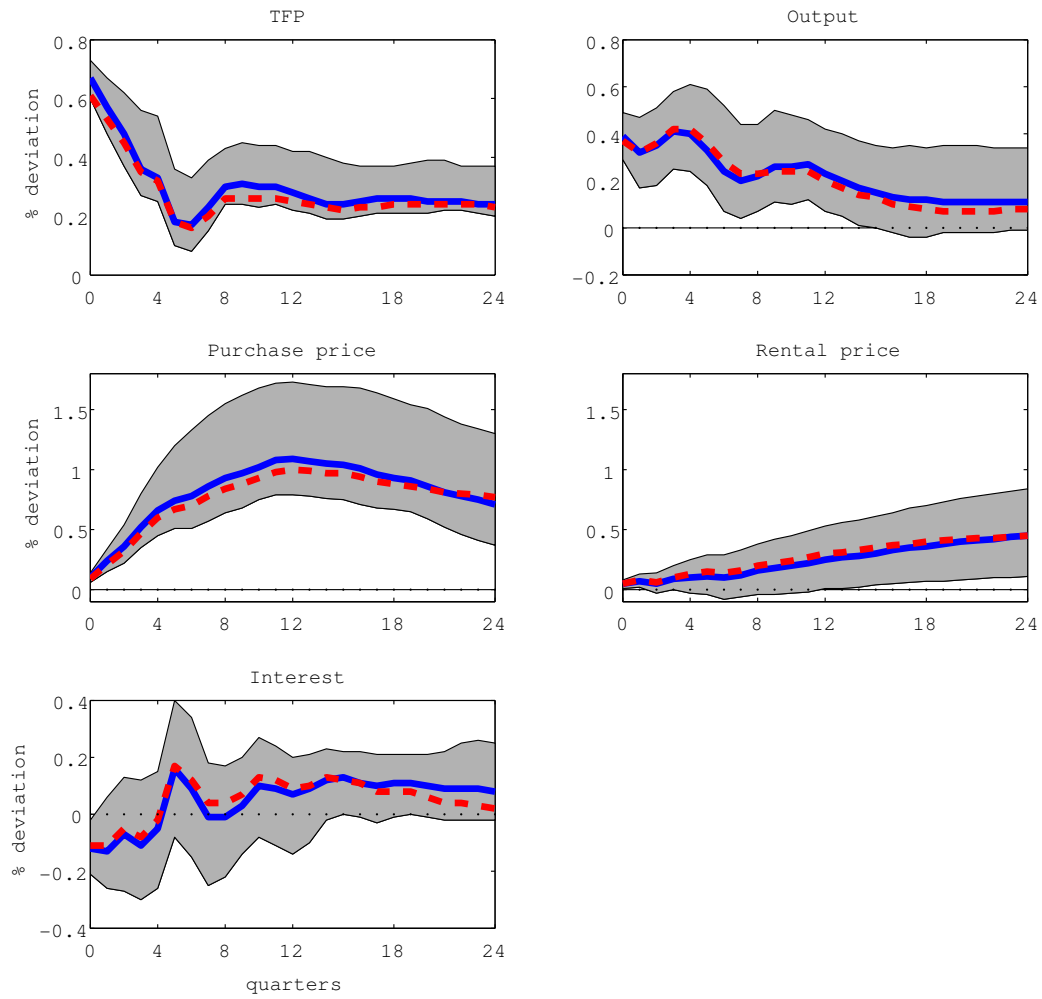 TFP
0.8
0.6
0.4
0.2
0
% deviation
0 4 8 12 18 24
Output
0.8
0.6
0.4
0.2
0
−0.2
0 4 8 12 18 24
Purchase price
1.5
1
0.5
0
% deviation
0 4 8 12 18 24
Rental price
1.5
1
0.5
0
0 4 8 12 18 24
Interest
0.4
0.2
0
−0.2
−0.4
% deviation
0 4 8 12 18 24
quarters